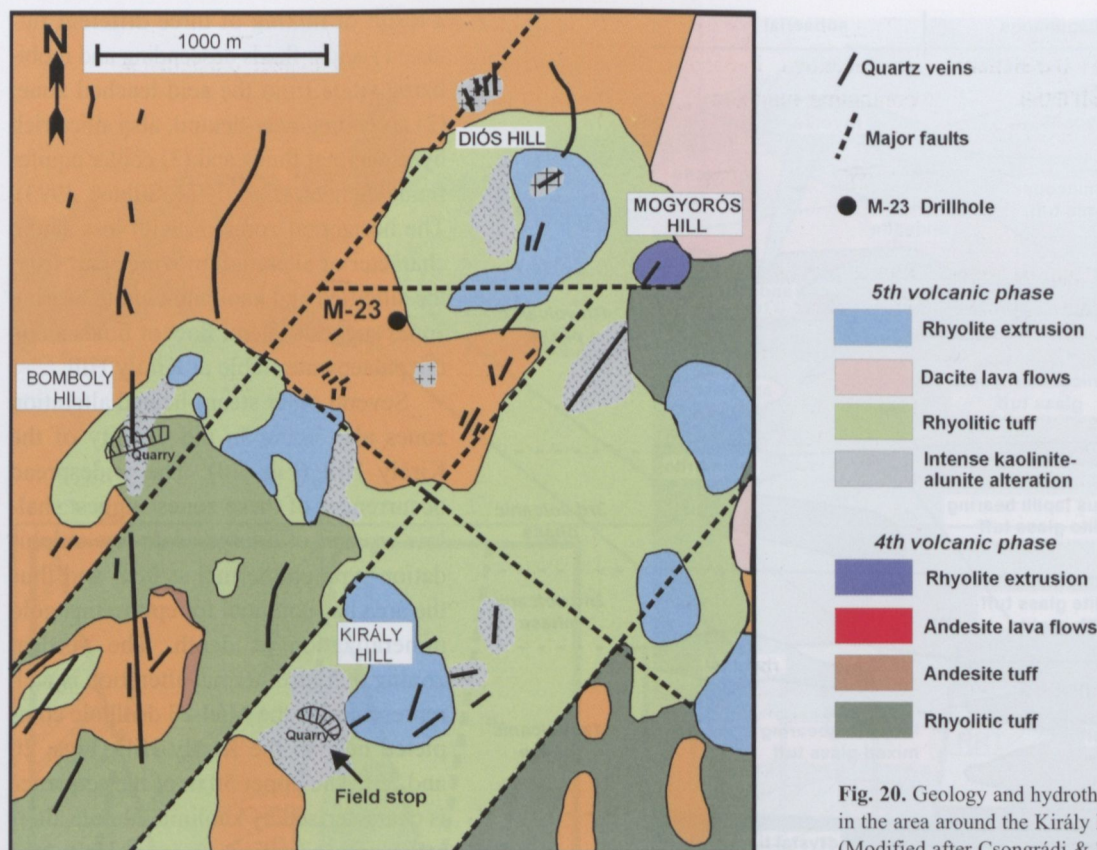 N
1000 m
DIÓS HILL
MOGYORÓS
HILL
M-23
BOMBOLY
HILL
Quarry
KIRÁLY
HILL
Quarry
Field stop
Quartz veins
Major faults
M-23 Drillhole
5th volcanic phase
Rhyolite extrusion
Dacite lava flows
Rhyolitic tuff
Intense kaolinite-
alunite alteration
4th volcanic phase
Rhyolite extrusion
Andesite lava flows
Andesite tuff
Rhyolitic tuff
Fig. 20. Geology and hydroth
in the area around the Király
(Modified after Csongrádi &